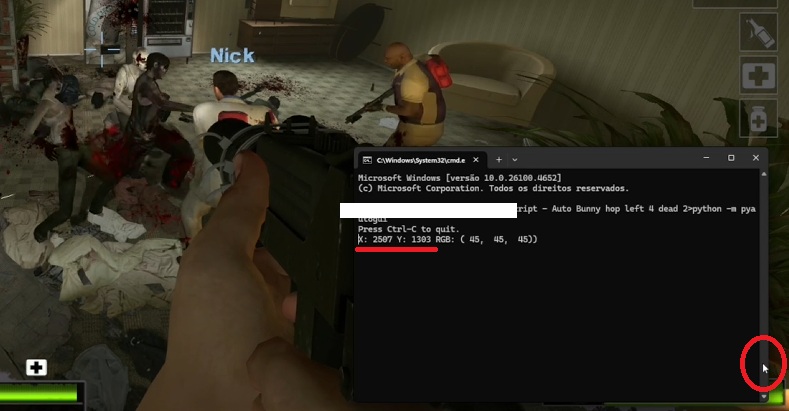 Nick
C:\Windows\System32\cmd.e
Microsoft Windows [versão 10.0.26100.4652]
(c) Microsoft Corporation. Todos os direitos reservados.
ript - Auto Bunny hop left 4 dead 2>python -m pya
utogui
Press Ctrl-C to quit.
X: 2507 Y: 1303 RGB: ( 45,  45,  45))